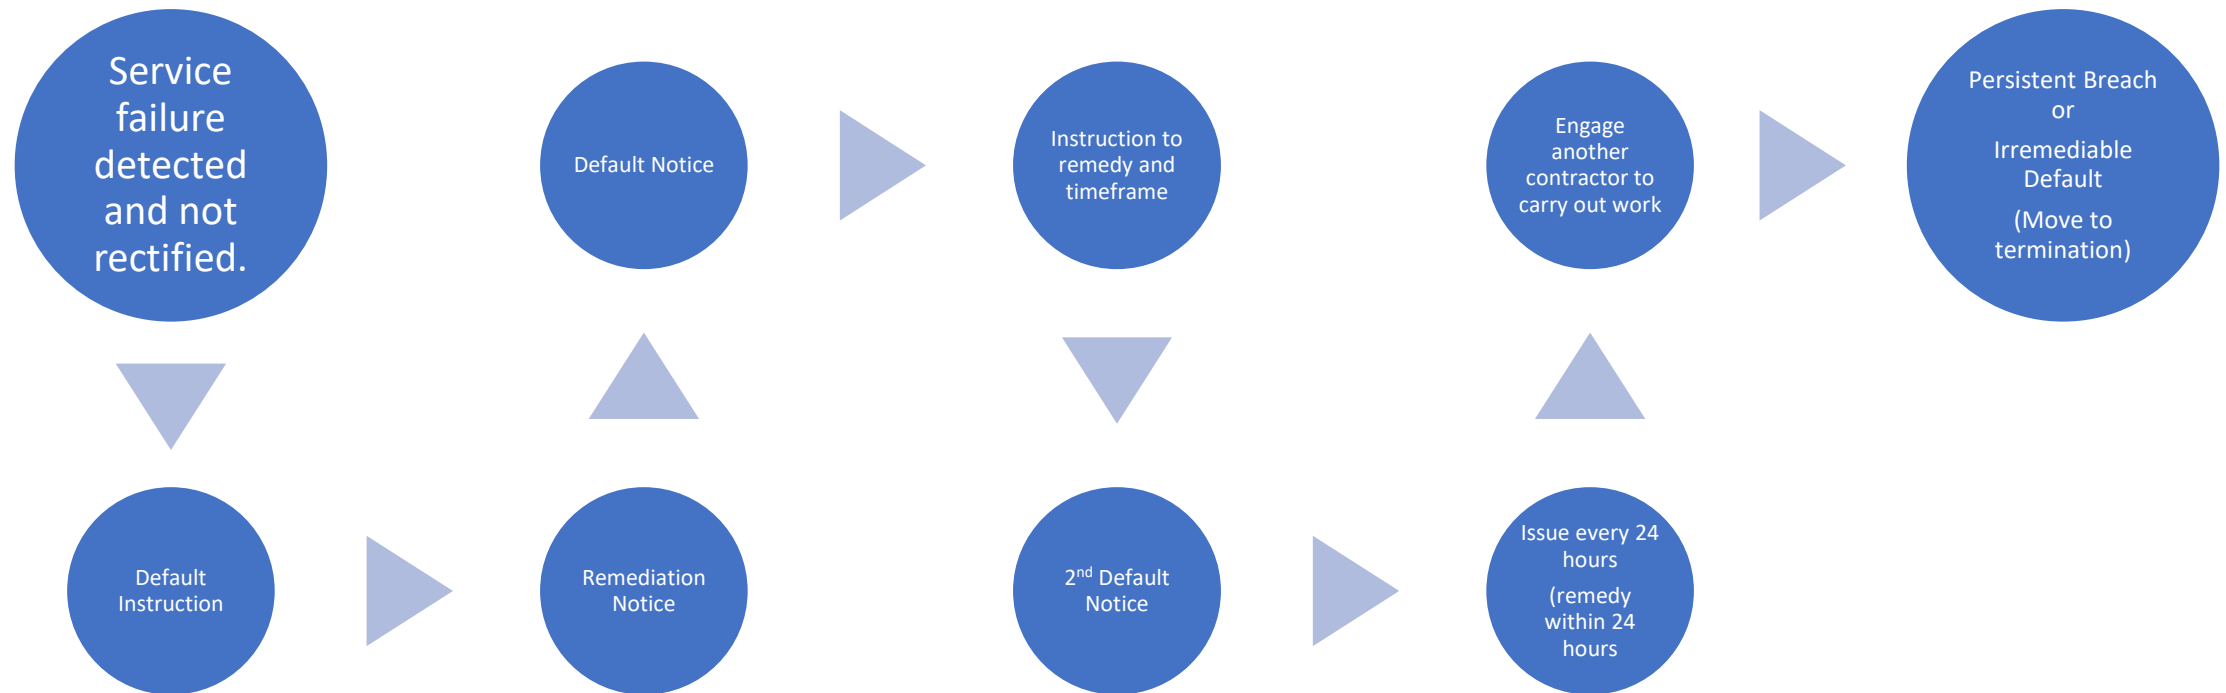 Service
failure
detected
and not
rectified.
Default
Instruction
Remediation
Notice
Default Notice
Instruction to
remedy and
timeframe
2nd Default
Notice
Issue every 24
hours
(remedy
within 24
hours
Engage
another
contractor to
carry out work
Persistent Breach
or
Irremediable
Default
(Move to
termination)